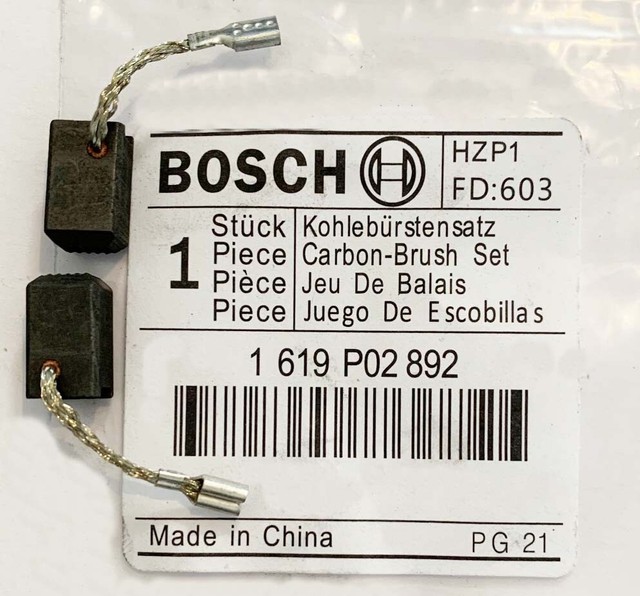 BOSCH
HZP1
FD:603
1
Stück
Piece
Pièce
Piece
Kohlebürstensatz
Carbon-Brush Set
Jeu De Balais
Juego De Escobillas
1 619 P02 892
Made in China
PG 21